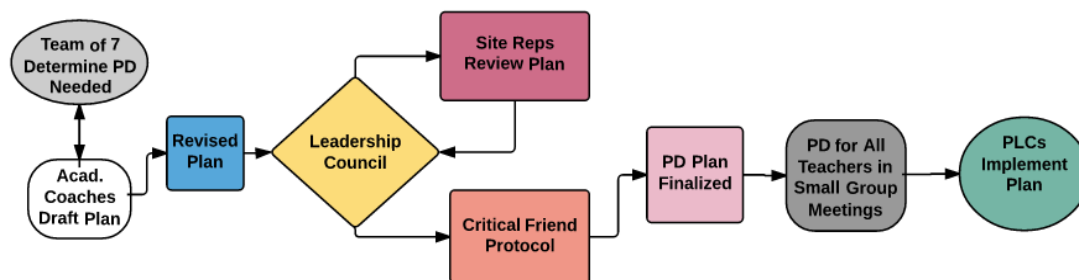 Team of 7
Determine PD
Needed
Acad.
Coaches
Draft Plan
Revised
Plan
Leadership
Council
Site Reps
Review Plan
Critical Friend
Protocol
PD Plan
Finalized
PD for All
Teachers in
Small Group
Meetings
PLCs
Implement
Plan